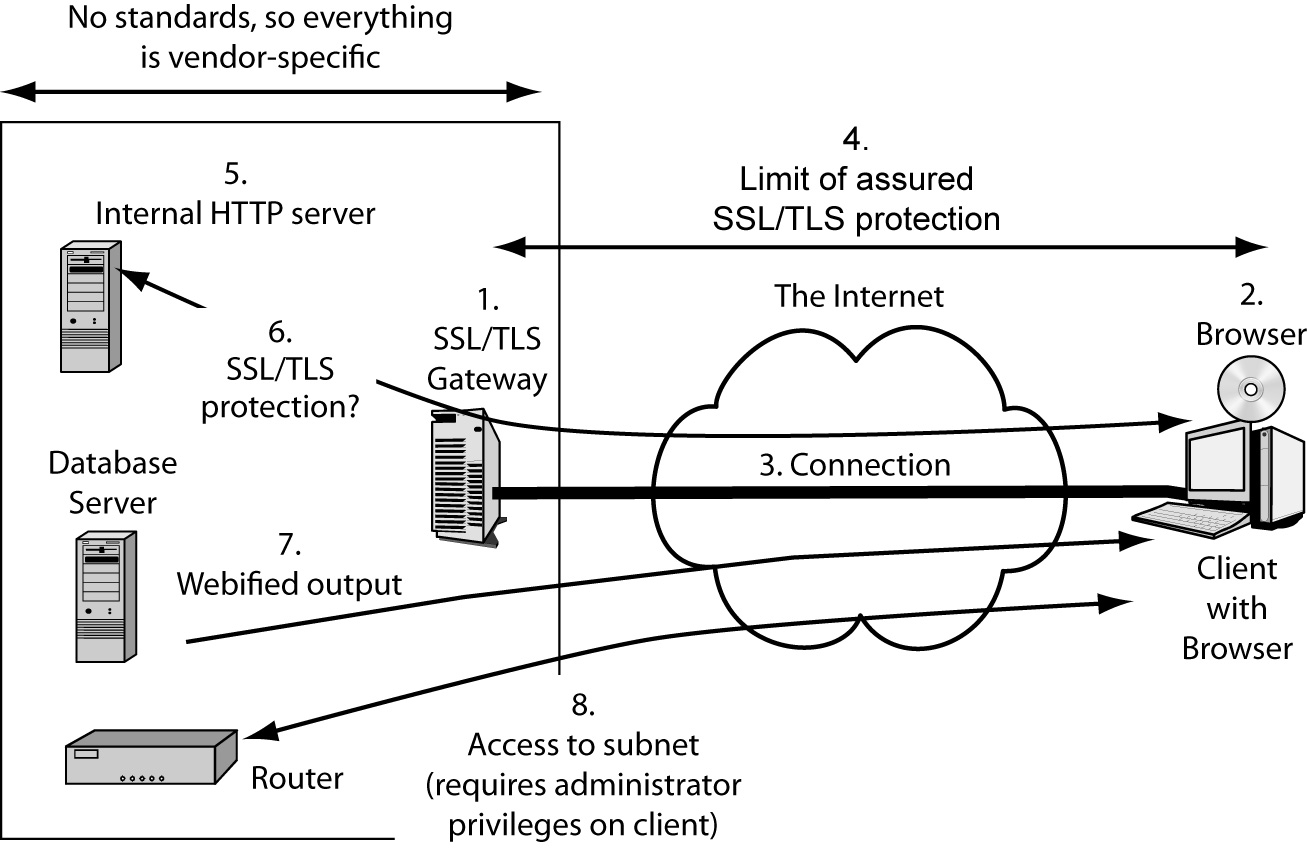 No standards, so everything
is vendor-specific
4.
Limit of assured
SSL/TLS protection
5.
Internal HTTP server
1.
SSL/TLS
Gateway
The Internet
2.
Browser
6.
SSL/TLS
protection?
3. Connection
Database
Server
7.
Webified output
Client
with
Browser
8.
Access to subnet
(requires administrator
privileges on client)
Router